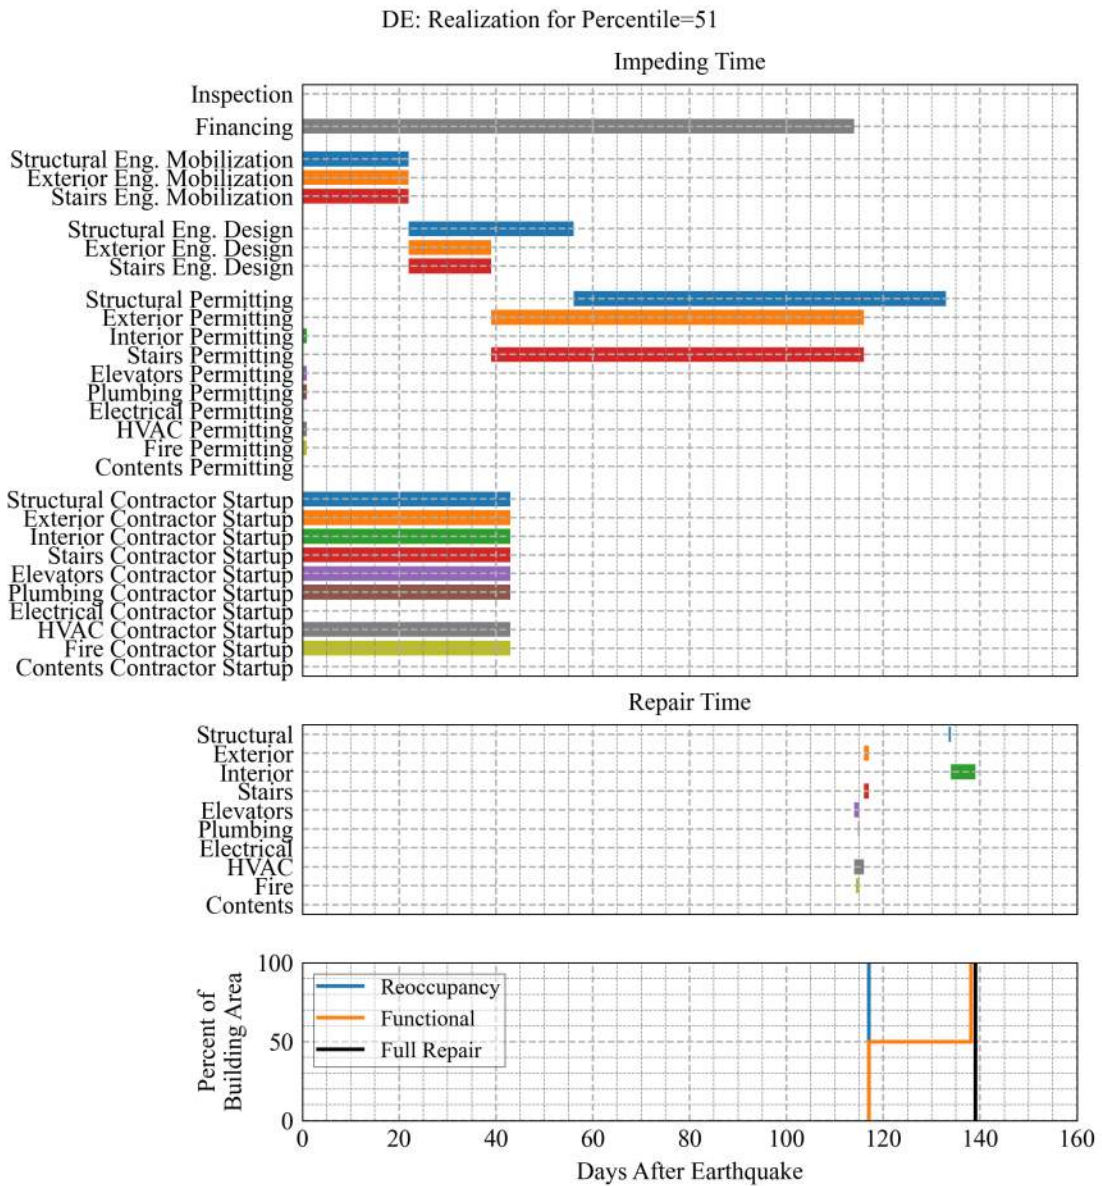 DE: Realization for Percentile=51
Impeding Time
Inspection
Financing
Structural Eng. Mobilization
Exterior Eng. Mobilization
Stairs Eng. Mobilization
Structural Eng. Design
Exterior Eng. Design
Stairs Eng. Design
Structural Permitting
Exterior Permitting
Interior Permitting
Stairs Permitting
Elevators Permitting
Plumbing Permitting
Electrical Permitting
HVAC Permitting
Fire Permitting
Contents Permitting
Structural Contractor Startup
Exterior Contractor Startup
Interior Contractor Startup
Stairs Contractor Startup
Elevators Contractor Startup
Plumbing Contractor Startup
Electrical Contractor Startup
HVAC Contractor Startup
Fire Contractor Startup
Contents Contractor Startup
Repair Time
Structural
Exterior
Interior
Stairs
Elevators
Plumbing
Electrical
HVAC
Fire
Contents
Percent of
Building Area
100
50
0
Reoccupancy
Functional
Full Repair
0 20 40 60 80 100 120 140 160
Days After Earthquake